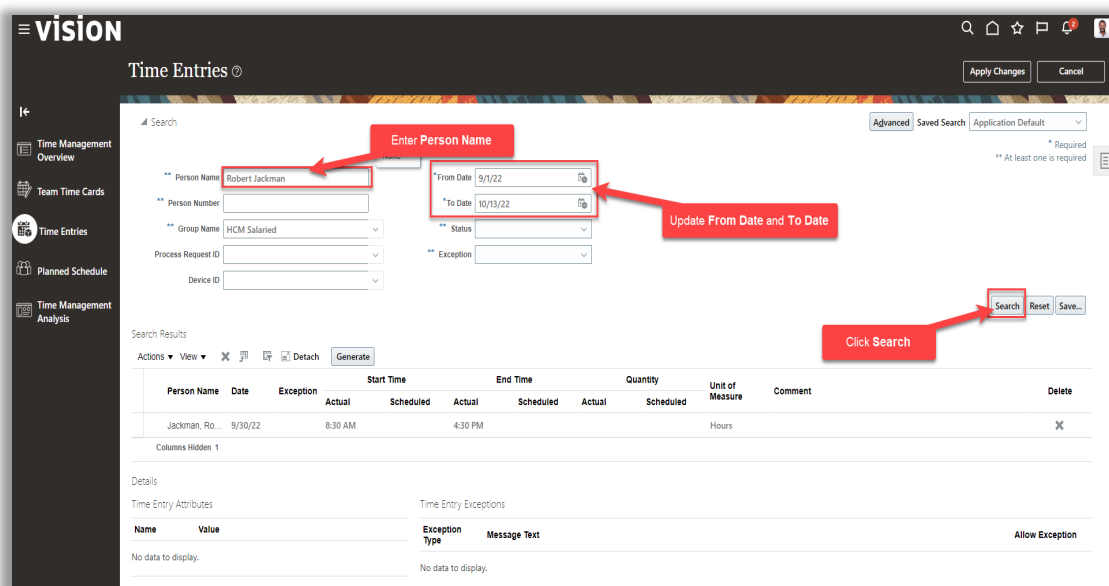 vision
2
Time Entries
Apply Changes
Cancel
Search
Advanced
Saved Search
Application Default
* Required
** At least one is required
Time Management
Overview
Team Time Cards
Time Entries
Planned Schedule
Time Management
Analysis
Enter Person Name
** Person Name Robert Jackman
** Person Number
** Group Name HCM Salaried
Process Request ID
Device ID
*From Date 9/1/22
*To Date 10/13/22
** Status
** Exception
Update From Date and To Date
Search Reset Save...
Click Search
Search Results
Actions View Detach Generate
Start Time End Time Quantity
Person Name Date Exception Actual Scheduled Actual Scheduled Actual Scheduled Unit of Measure Comment Delete
Jackman, Ro... 9/30/22 8:30 AM 4:30 PM Hours
Columns Hidden 1
Details
Time Entry Attributes
Name Value
No data to display.
Time Entry Exceptions
Exception Type Message Text Allow Exception
No data to display.